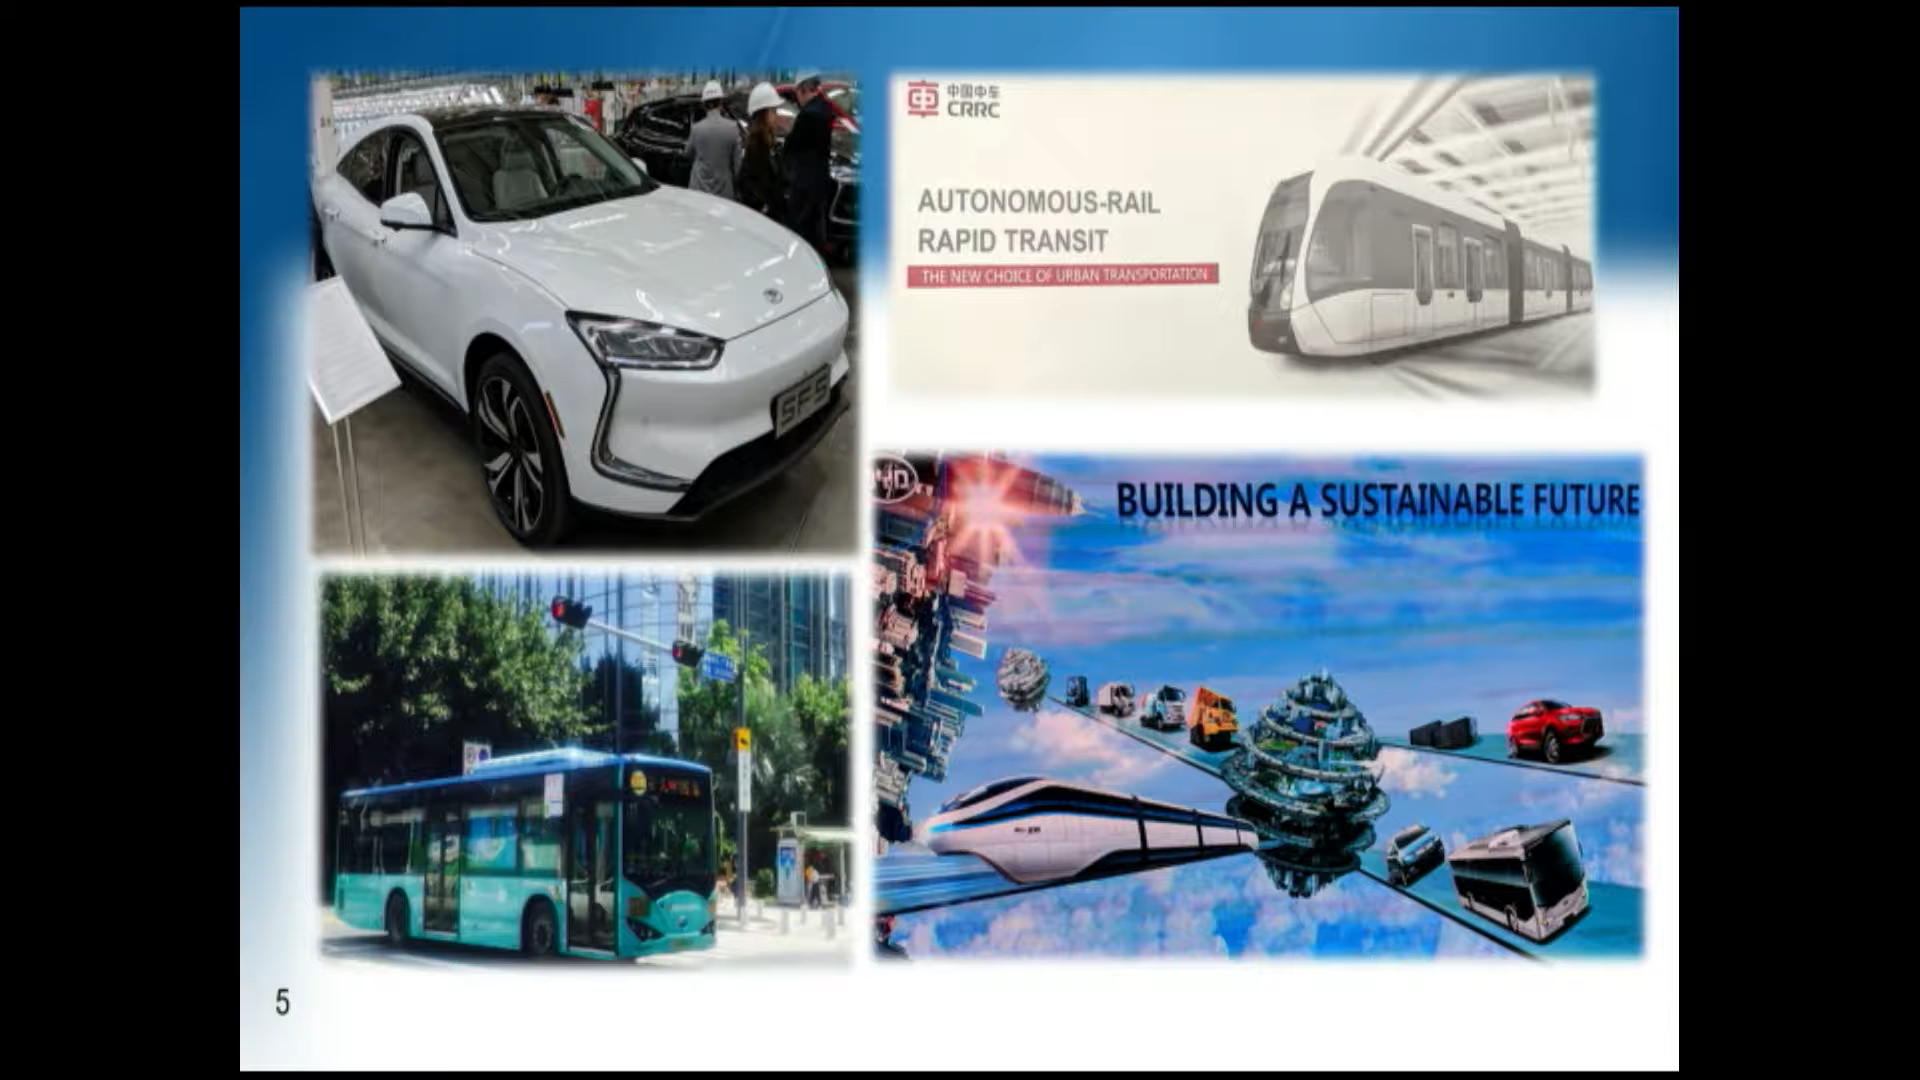 中国中车
CRRC
AUTONOMOUS-RAIL
RAPID TRANSIT
THE NEW CHOICE OF URBAN TRANSPORTATION
SF5
BUILDING A SUSTAINABLE FUTURE
5